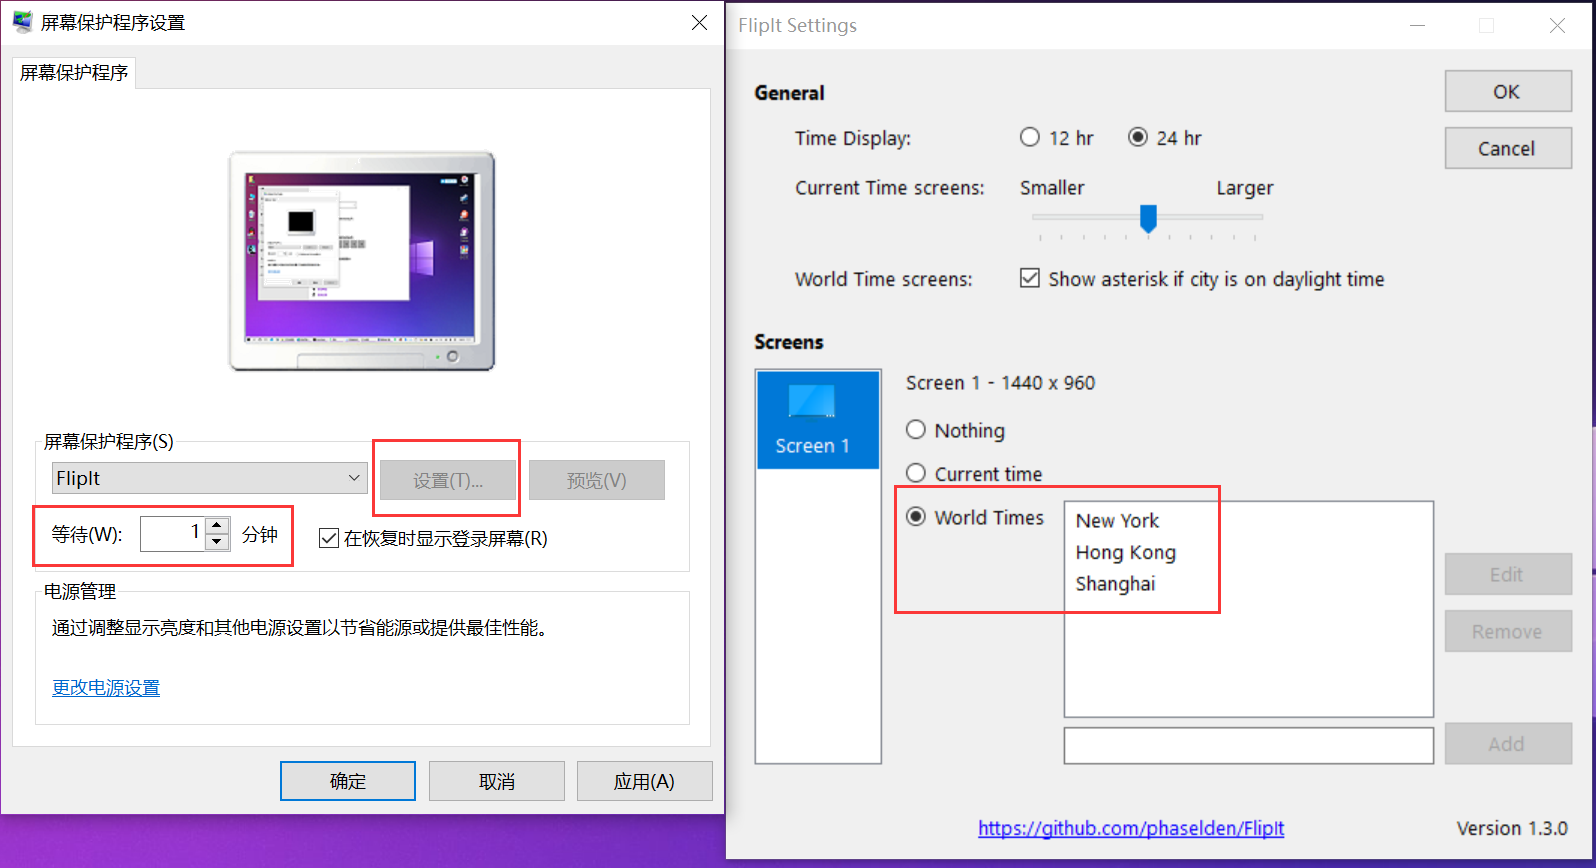 屏幕保护程序设置
屏幕保护程序
屏幕保护程序(S)
FlipIt
设置(T)...
预览(V)
等待(W):
1
分钟
在恢复时显示登录屏幕(R)
电源管理
通过调整显示亮度和其他电源设置以节省能源或提供最佳性能。
更改电源设置
确定
取消
应用(A)
FlipIt Settings
General
OK
Time Display:
12 hr
24 hr
Cancel
Current Time screens:
Smaller
Larger
World Time screens:
Show asterisk if city is on daylight time
Screens
Screen 1
Screen 1 - 1440 x 960
Nothing
Current time
World Times
New York
Hong Kong
Shanghai
Edit
Remove
Add
https://github.com/phaselden/FlipIt
Version 1.3.0